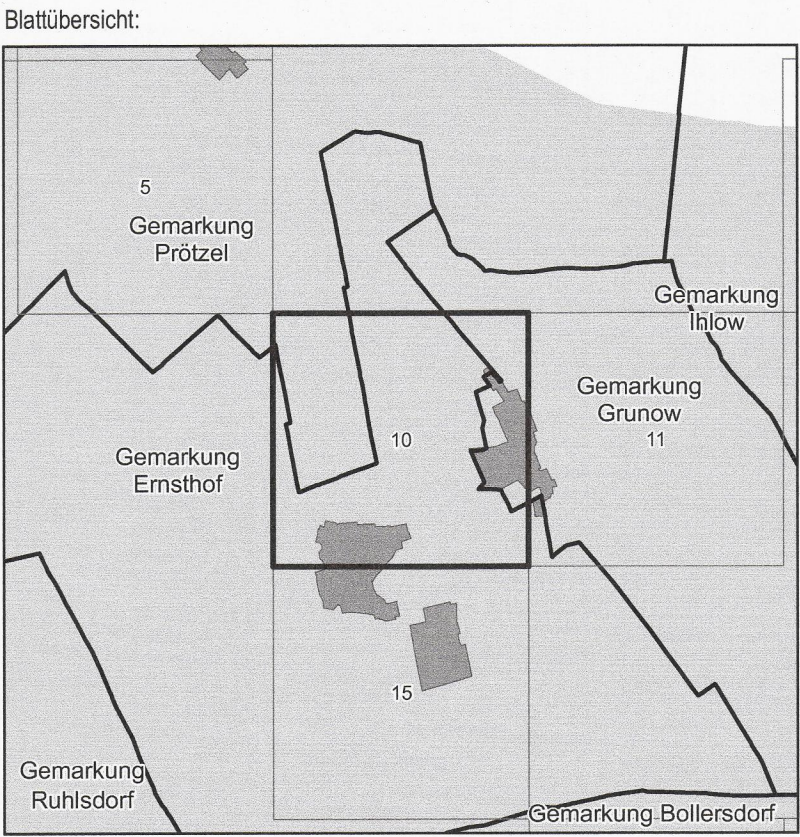 Blattübersicht:
5
Gemarkung
Prötzel
Gemarkung
Ihlow
Gemarkung
Grunow
11
10
Gemarkung
Ernsthof
15
Gemarkung
Ruhlsdorf
Gemarkung Bollersdorf